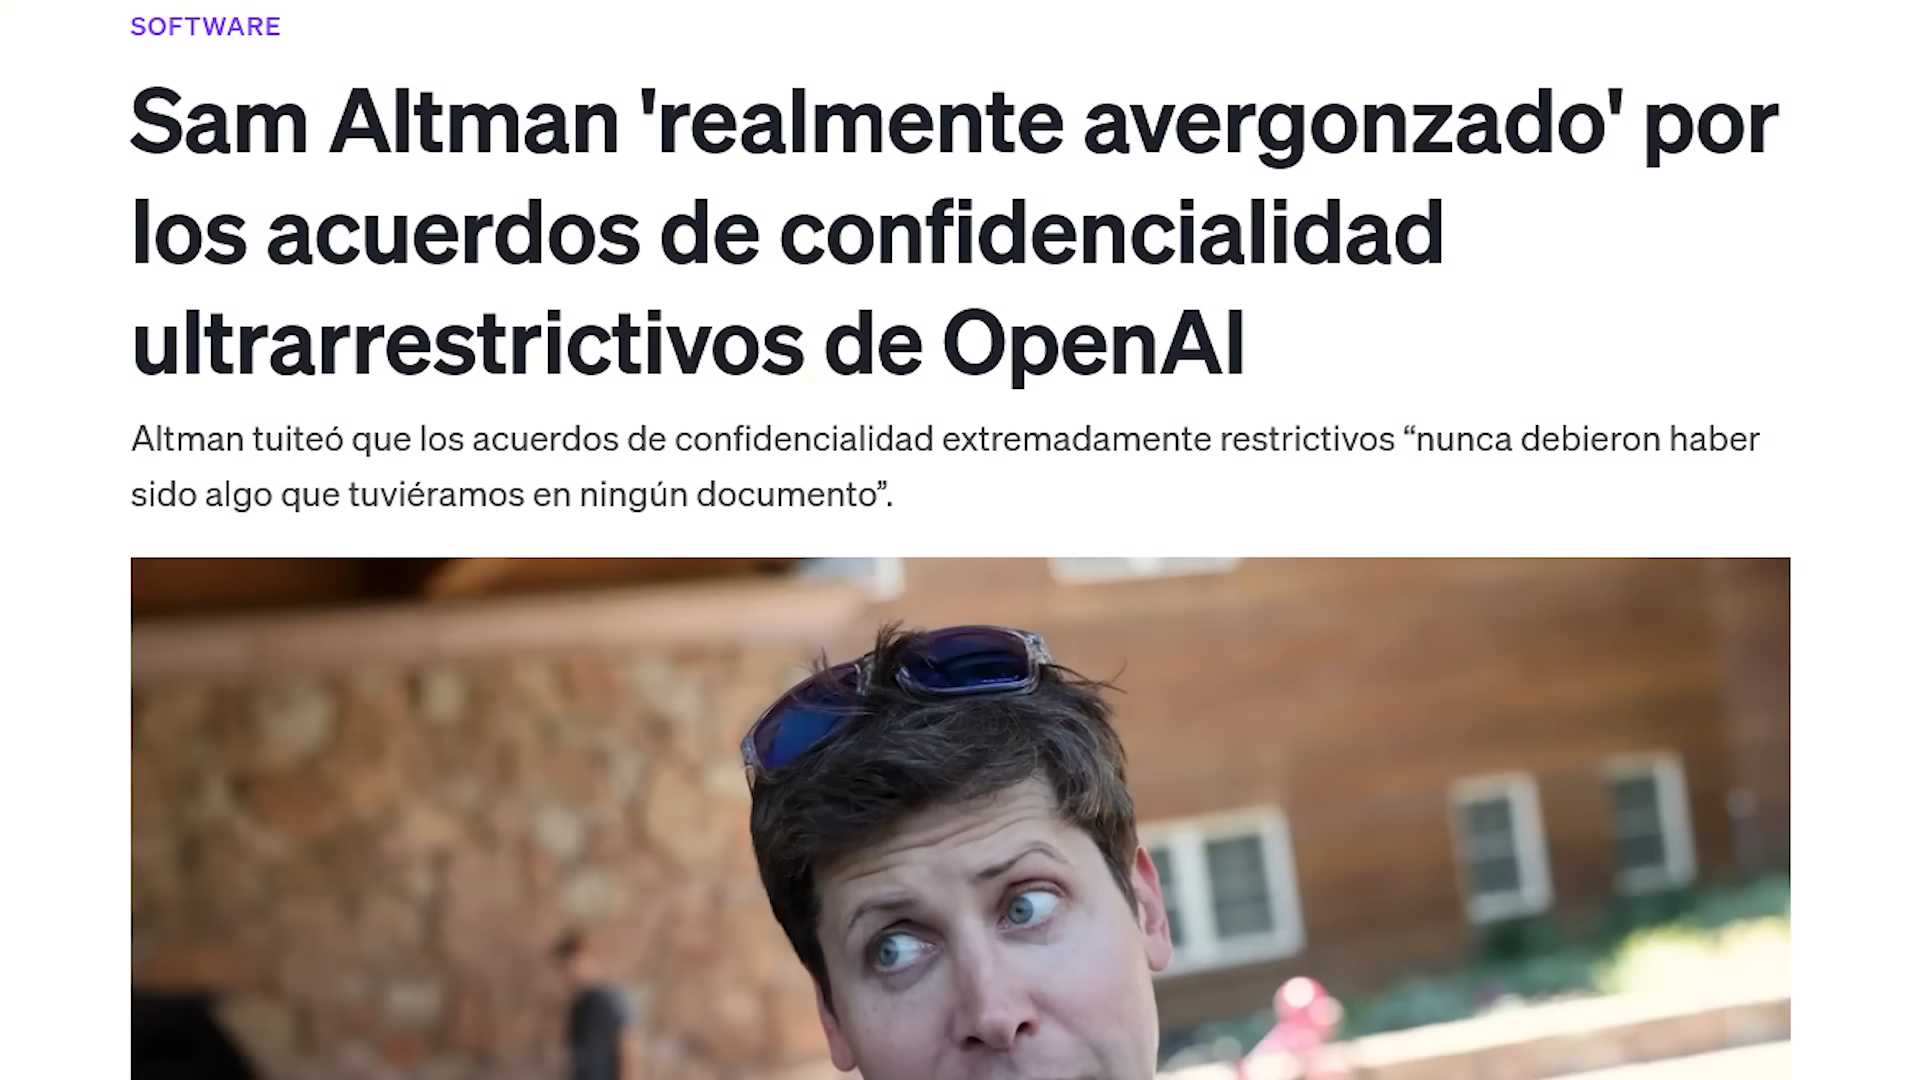 SOFTWARE
Sam Altman 'realmente avergonzado' por
los acuerdos de confidencialidad
ultrarrestrictivos de OpenAI
Altman tuiteó que los acuerdos de confidencialidad extremadamente restrictivos “nunca debieron haber
sido algo que tuviéramos en ningún documento”.